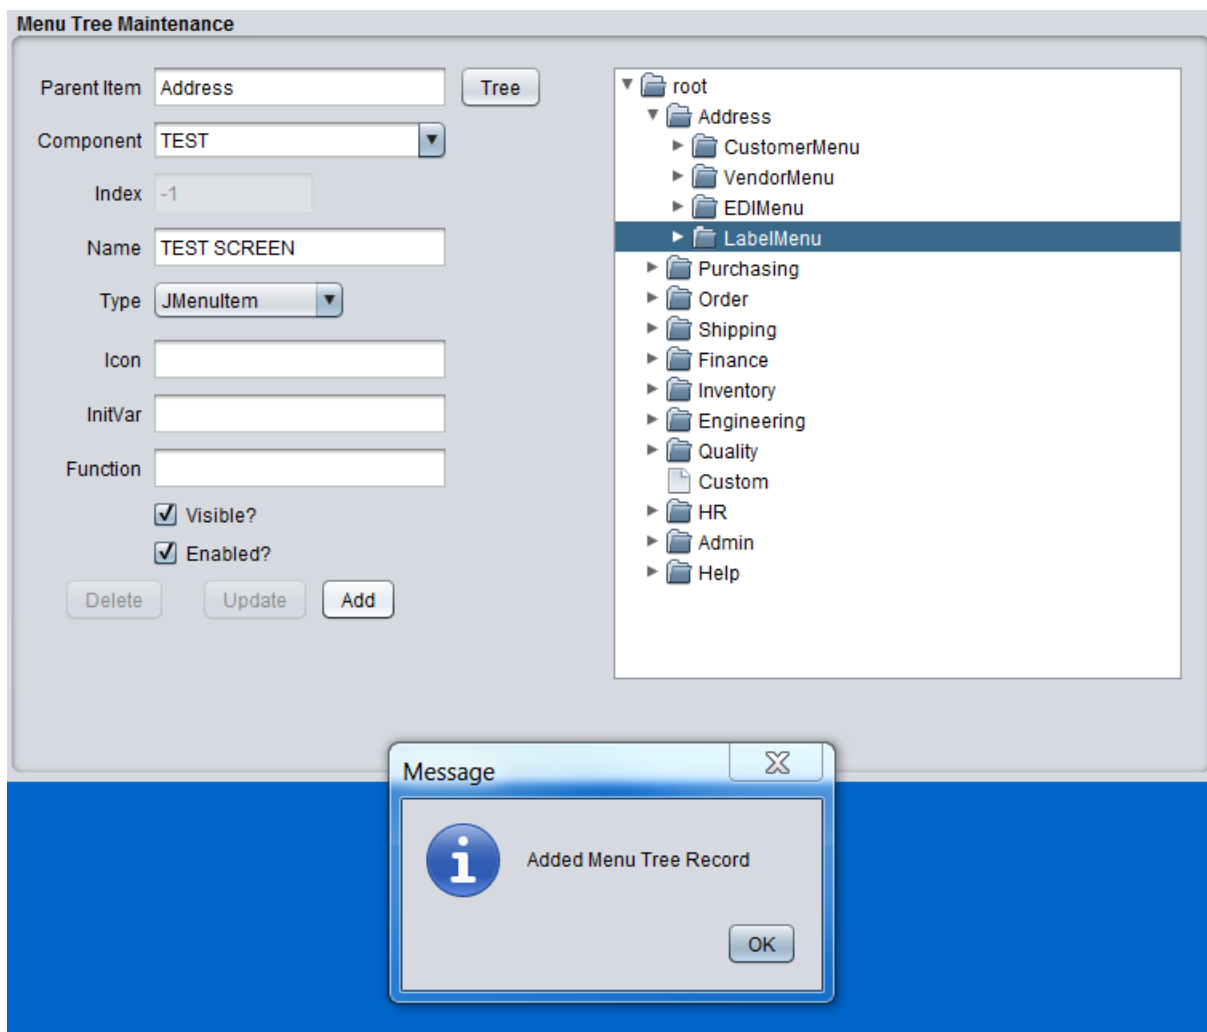 Menu Tree Maintenance
Parent Item Address Tree
Component TEST
Index -1
Name TEST SCREEN
Type JMenuItem
Icon
InitVar
Function
Visible?
Enabled?
Delete Update Add
root
Address
CustomerMenu
VendorMenu
EDIMenu
LabelMenu
Purchasing
Order
Shipping
Finance
Inventory
Engineering
Quality
Custom
HR
Admin
Help
Message
Added Menu Tree Record
OK